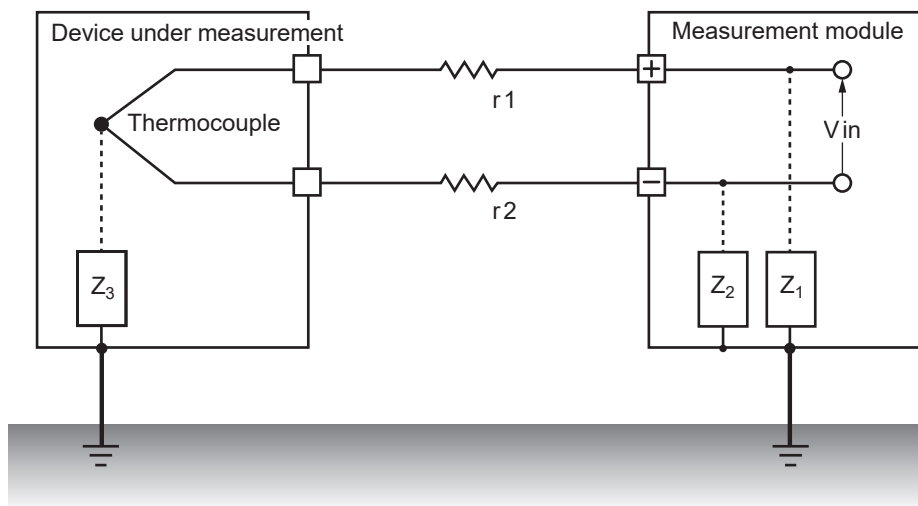 Device under measurement
Measurement module
+
r1
Thermocouple
Vin
−
r2
Z3
Z2
Z1